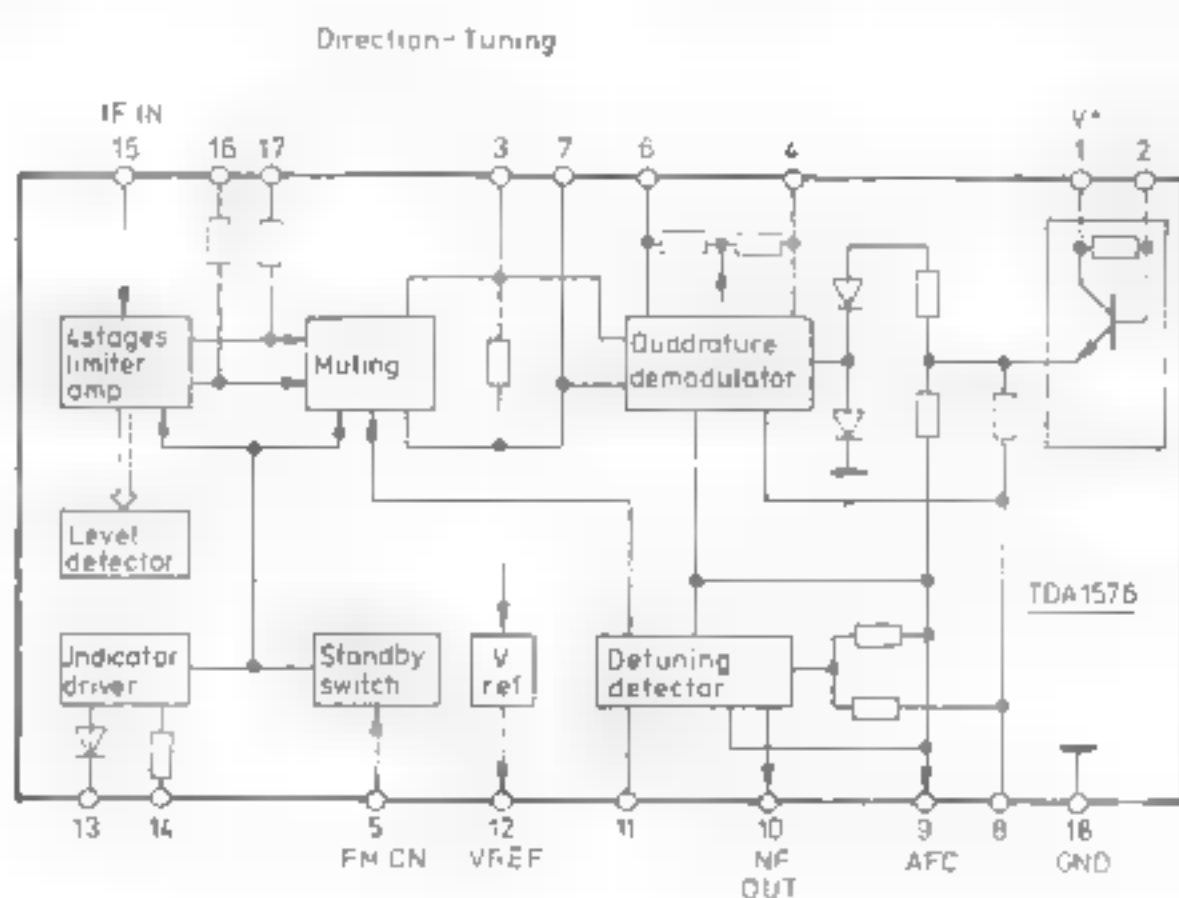 Direction-Tuning
IF IN
15 16 17 3 7 6 4
V+
1 2
4stages
limiter
amp
Muting
Quadrature
demodulator
Level
detector
TDA1576
Indicator
driver
Standby
switch
V
ref
Detuning
detector
13 14 5 12 11 10 9 8 18
FM ON
VREF
NF
OUT
AFC
GND